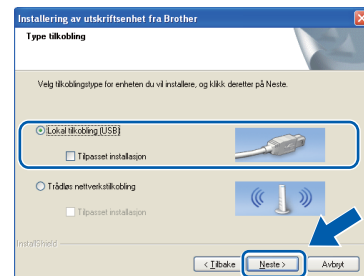 Installering av utskriftsenhet fra Brother
Type tilkobling
Velg tilkoblingstype for enheten du vil installere, og klikk deretter på Neste.
Lokal tilkobling (USB)
Tilpasset installasjon
Trådløs nettverkstilkobling
Tilpasset installasjon
InstallShield
< Tilbake Neste > Avbryt